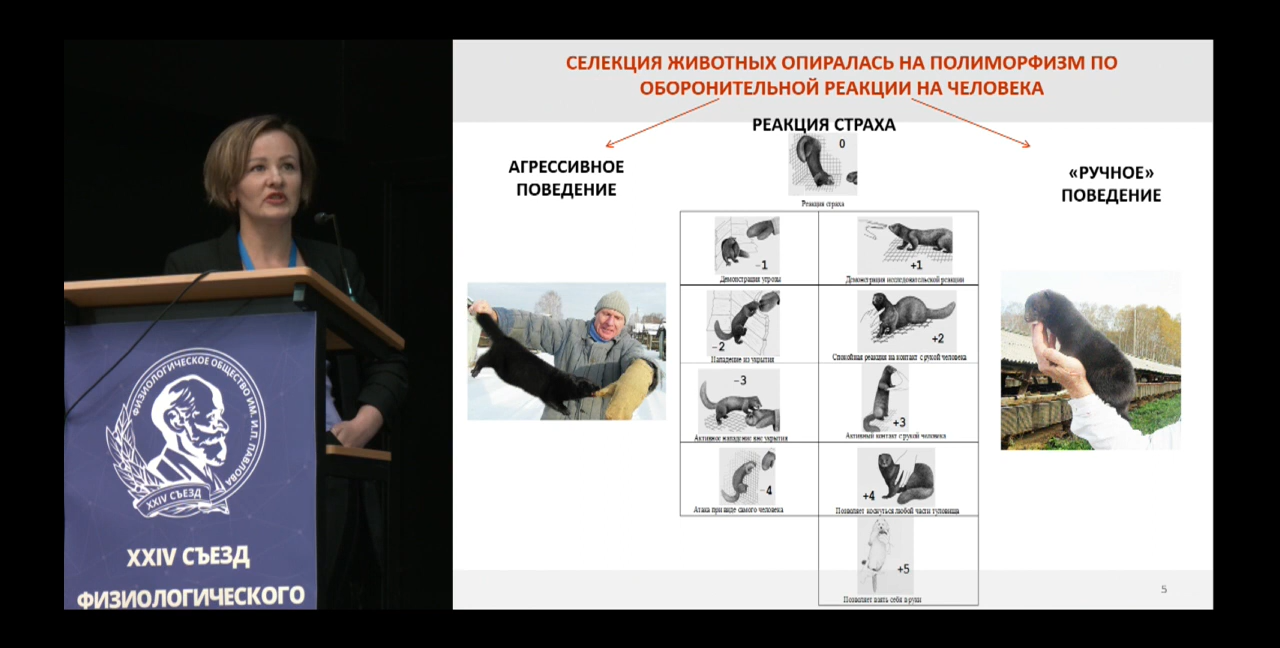 СЕЛЕКЦИЯ ЖИВОТНЫХ ОПИРАЛАСЬ НА ПОЛИМОРФИЗМ ПО
ОБОРОНИТЕЛЬНОЙ РЕАКЦИИ НА ЧЕЛОВЕКА
РЕАКЦИЯ СТРАХА
0
Реакция страха
АГРЕССИВНОЕ
ПОВЕДЕНИЕ
«РУЧНОЕ»
ПОВЕДЕНИЕ
−1
Демонстрация угрозы
+1
Демонстрация исследовательской реакции
−2
Нападение из укрытия
+2
Спокойная реакция на контакт с рукой человека
−3
Активное нападение вне укрытия
+3
Активный контакт с рукой человека
−4
Атака при виде самого человека
+4
Позволяет коснуться любой части туловища
+5
Позволяет взять себя в руки
5
ФИЗИОЛОГИЧЕСКОЕ ОБЩЕСТВО ИМ. И.П. ПАВЛОВА
XXIV СЪЕЗД
XXIV СЪЕЗД
ФИЗИОЛОГИЧЕСКОГО